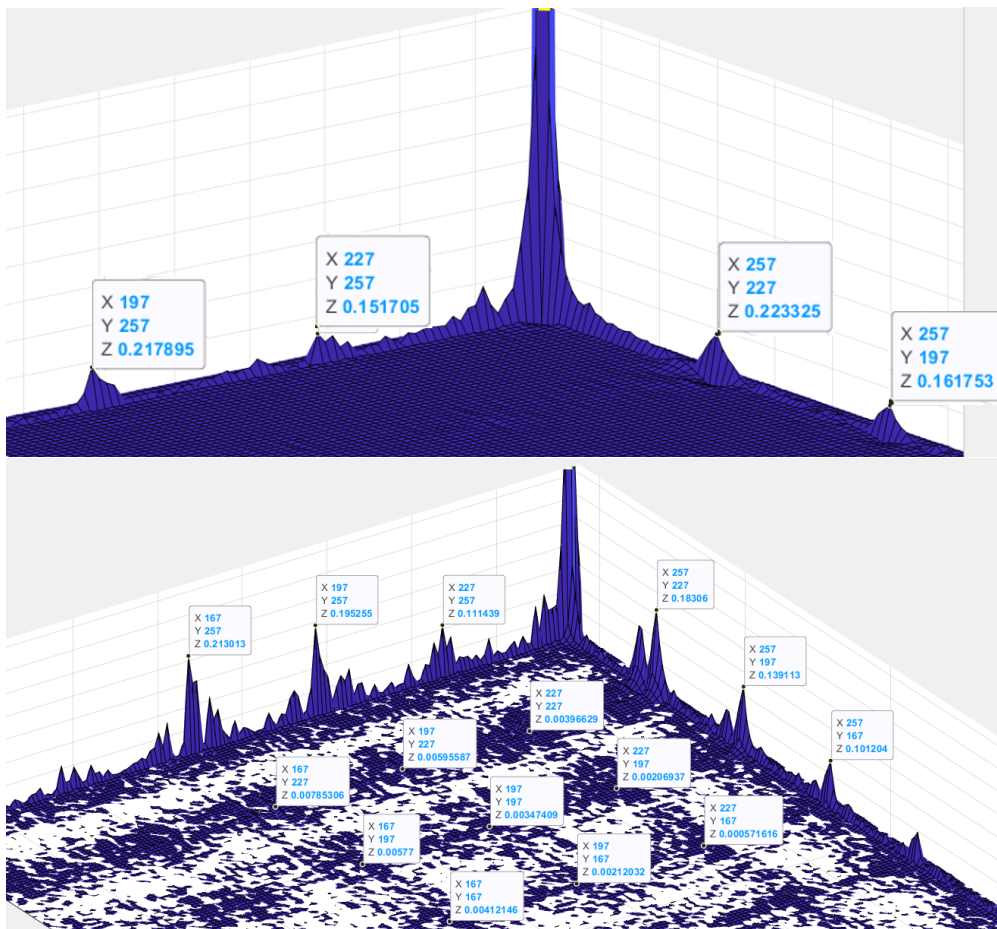 X 227
Y 257
Z 0.151705
X 257
Y 227
Z 0.223325
X 197
Y 257
Z 0.217895
X 257
Y 197
Z 0.161753
X 257
Y 227
Z 0.18306
X 197
Y 257
Z 0.195255
X 227
Y 257
Z 0.111439
X 167
Y 257
Z 0.213013
X 257
Y 197
Z 0.139113
X 227
Y 227
Z 0.00396629
X 257
Y 167
Z 0.101204
X 197
Y 227
Z 0.00595587
X 227
Y 197
Z 0.00206937
X 167
Y 227
Z 0.00785306
X 197
Y 197
Z 0.00347409
X 227
Y 167
Z 0.000571616
X 167
Y 197
Z 0.00577
X 197
Y 167
Z 0.00212032
X 167
Y 167
Z 0.00412146